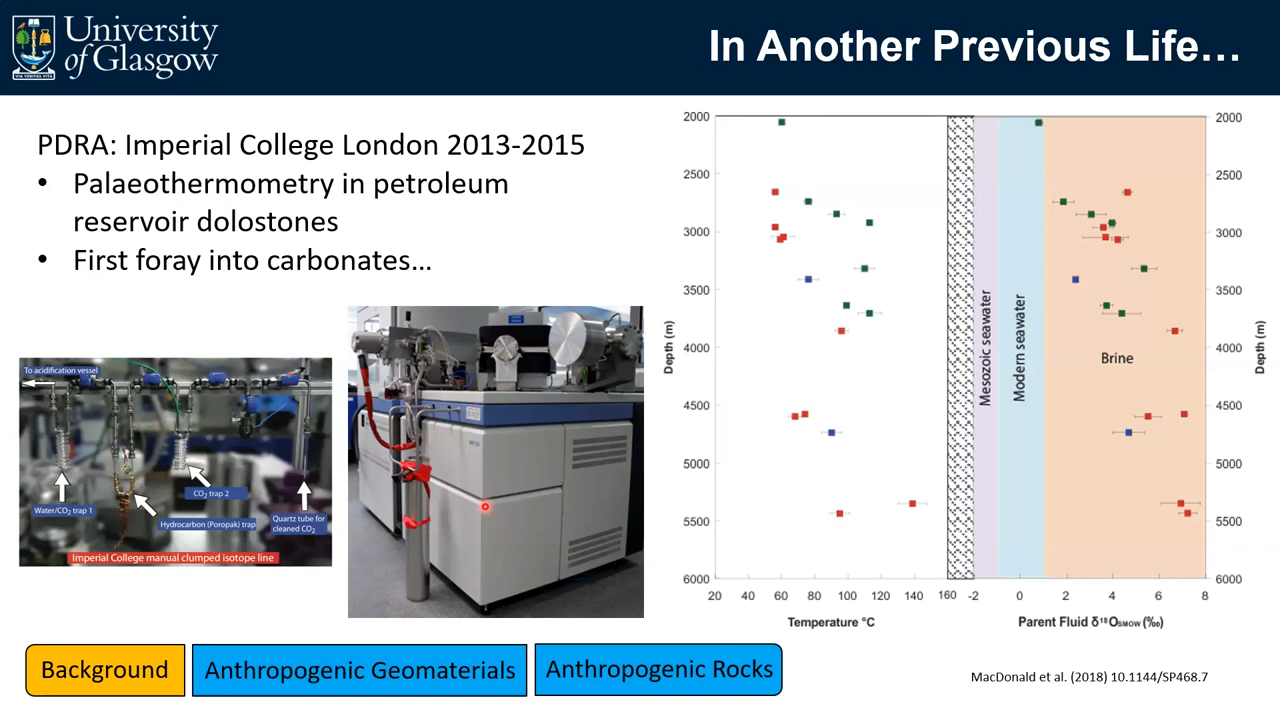 University
of Glasgow
VIA VERITAS VITA
In Another Previous Life…
PDRA: Imperial College London 2013-2015
• Palaeothermometry in petroleum
reservoir dolostones
• First foray into carbonates…
To acidification vessel
Water/CO₂ trap 1
CO₂ trap 2
Hydrocarbon (Poropak) trap
Quartz tube for
cleaned CO₂
Imperial College manual clumped isotope line
2000
2500
3000
3500
4000
4500
5000
5500
6000
Depth (m)
20 40 60 80 100 120 140 160
Temperature °C
Mesozoic seawater
Modern seawater
Brine
-2 0 2 4 6 8
Parent Fluid δ¹⁸O SMOW (‰)
2000
2500
3000
3500
4000
4500
5000
5500
6000
Depth (m)
Background
Anthropogenic Geomaterials
Anthropogenic Rocks
MacDonald et al. (2018) 10.1144/SP468.7